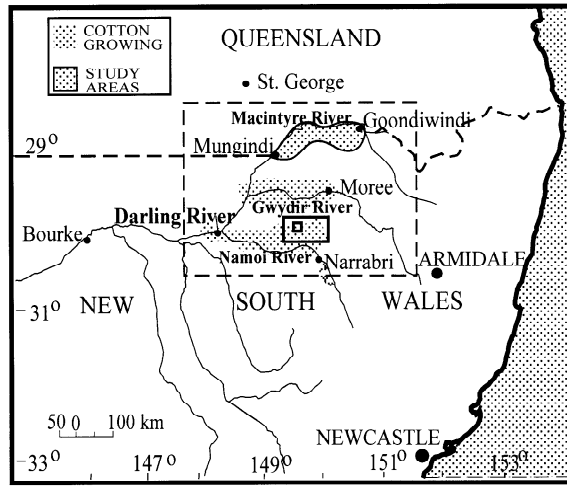 COTTON
GROWING
STUDY
AREAS
QUEENSLAND
St. George
Macintyre River
Goondiwindi
29°
Mungindi
Moree
Darling River
Gwydir River
Bourke
Namoi River
Narrabri
ARMIDALE
31°
NEW SOUTH WALES
50 0 100 km
NEWCASTLE
33° 147° 149° 151° 153°